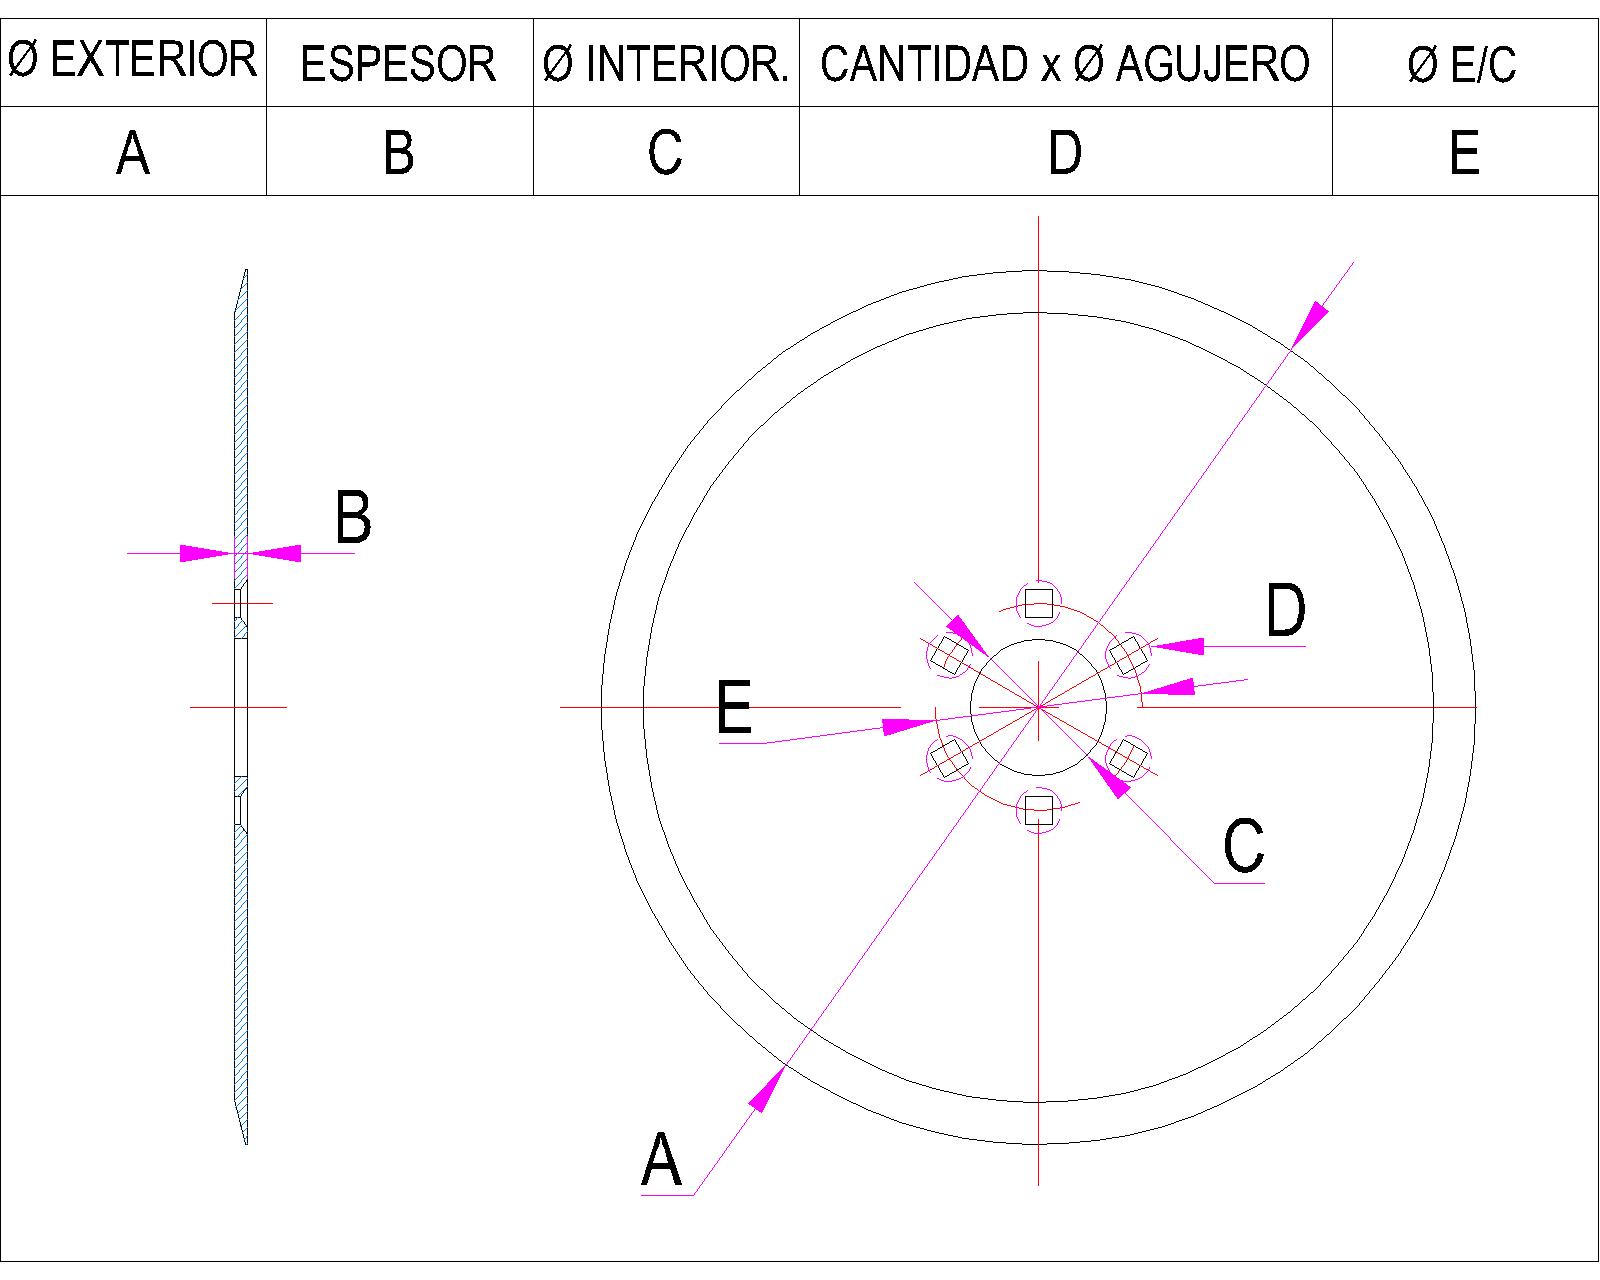 Ø EXTERIOR ESPESOR Ø INTERIOR. CANTIDAD x Ø AGUJERO Ø E/C
A B C D E
B
D
E
C
A